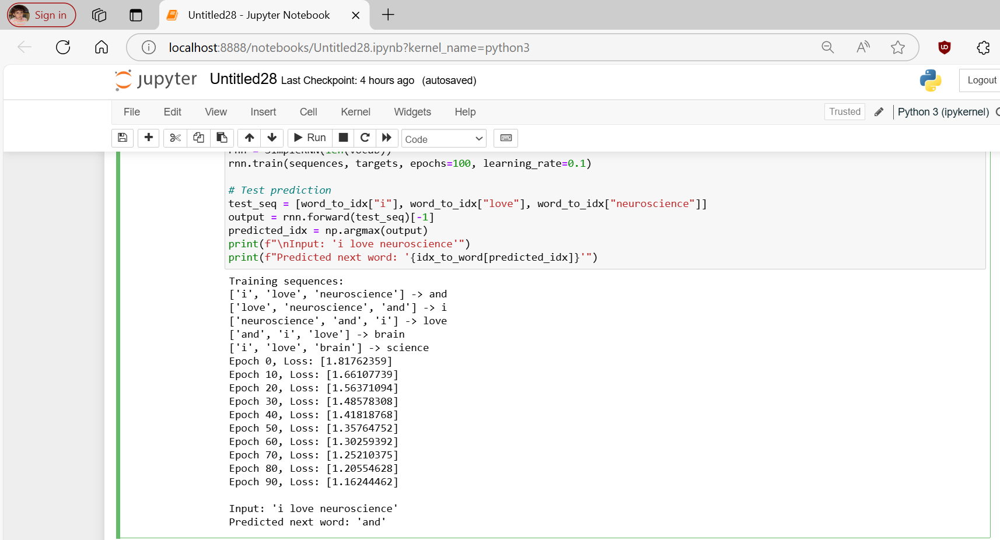 Sign in
Untitled28 - Jupyter Notebook
localhost:8888/notebooks/Untitled28.ipynb?kernel_name=python3
jupyter Untitled28 Last Checkpoint: 4 hours ago (autosaved)
Logout
File Edit View Insert Cell Kernel Widgets Help
Trusted Python 3 (ipykernel)
Run Code
rnn = SimpleRNN(len(vocab))
rnn.train(sequences, targets, epochs=100, learning_rate=0.1)
# Test prediction
test_seq = [word_to_idx["i"], word_to_idx["love"], word_to_idx["neuroscience"]]
output = rnn.forward(test_seq)[-1]
predicted_idx = np.argmax(output)
print(f"\nInput: 'i love neuroscience'")
print(f"Predicted next word: '{idx_to_word[predicted_idx]}'")
Training sequences:
['i', 'love', 'neuroscience'] -> and
['love', 'neuroscience', 'and'] -> i
['neuroscience', 'and', 'i'] -> love
['and', 'i', 'love'] -> brain
['i', 'love', 'brain'] -> science
Epoch 0, Loss: [1.81762359]
Epoch 10, Loss: [1.66107739]
Epoch 20, Loss: [1.56371094]
Epoch 30, Loss: [1.48578308]
Epoch 40, Loss: [1.41818768]
Epoch 50, Loss: [1.35764752]
Epoch 60, Loss: [1.30259392]
Epoch 70, Loss: [1.25210375]
Epoch 80, Loss: [1.20554628]
Epoch 90, Loss: [1.16244462]
Input: 'i love neuroscience'
Predicted next word: 'and'